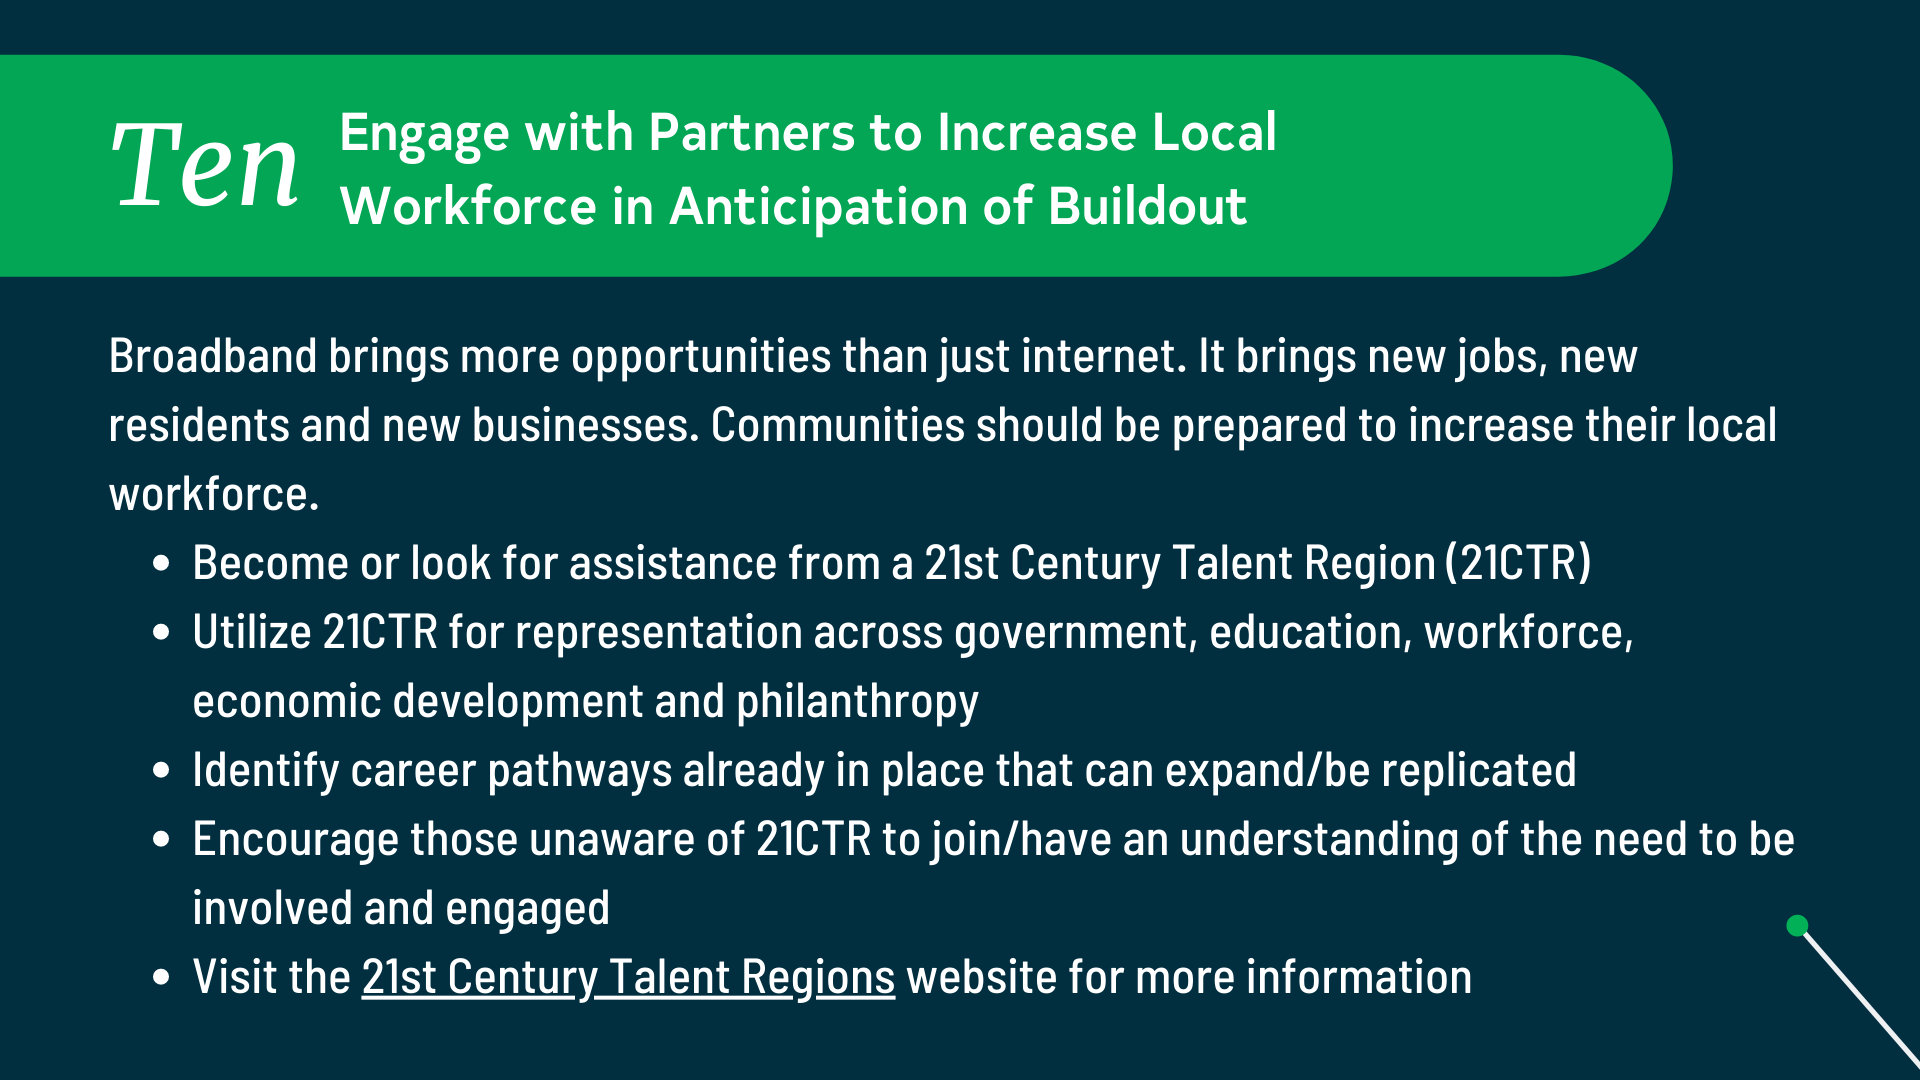 Ten
Engage with Partners to Increase Local
Workforce in Anticipation of Buildout
Broadband brings more opportunities than just internet. It brings new jobs, new
residents and new businesses. Communities should be prepared to increase their local
workforce.
• Become or look for assistance from a 21st Century Talent Region (21CTR)
• Utilize 21CTR for representation across government, education, workforce,
economic development and philanthropy
• Identify career pathways already in place that can expand/be replicated
• Encourage those unaware of 21CTR to join/have an understanding of the need to be
involved and engaged
• Visit the 21st Century Talent Regions website for more information